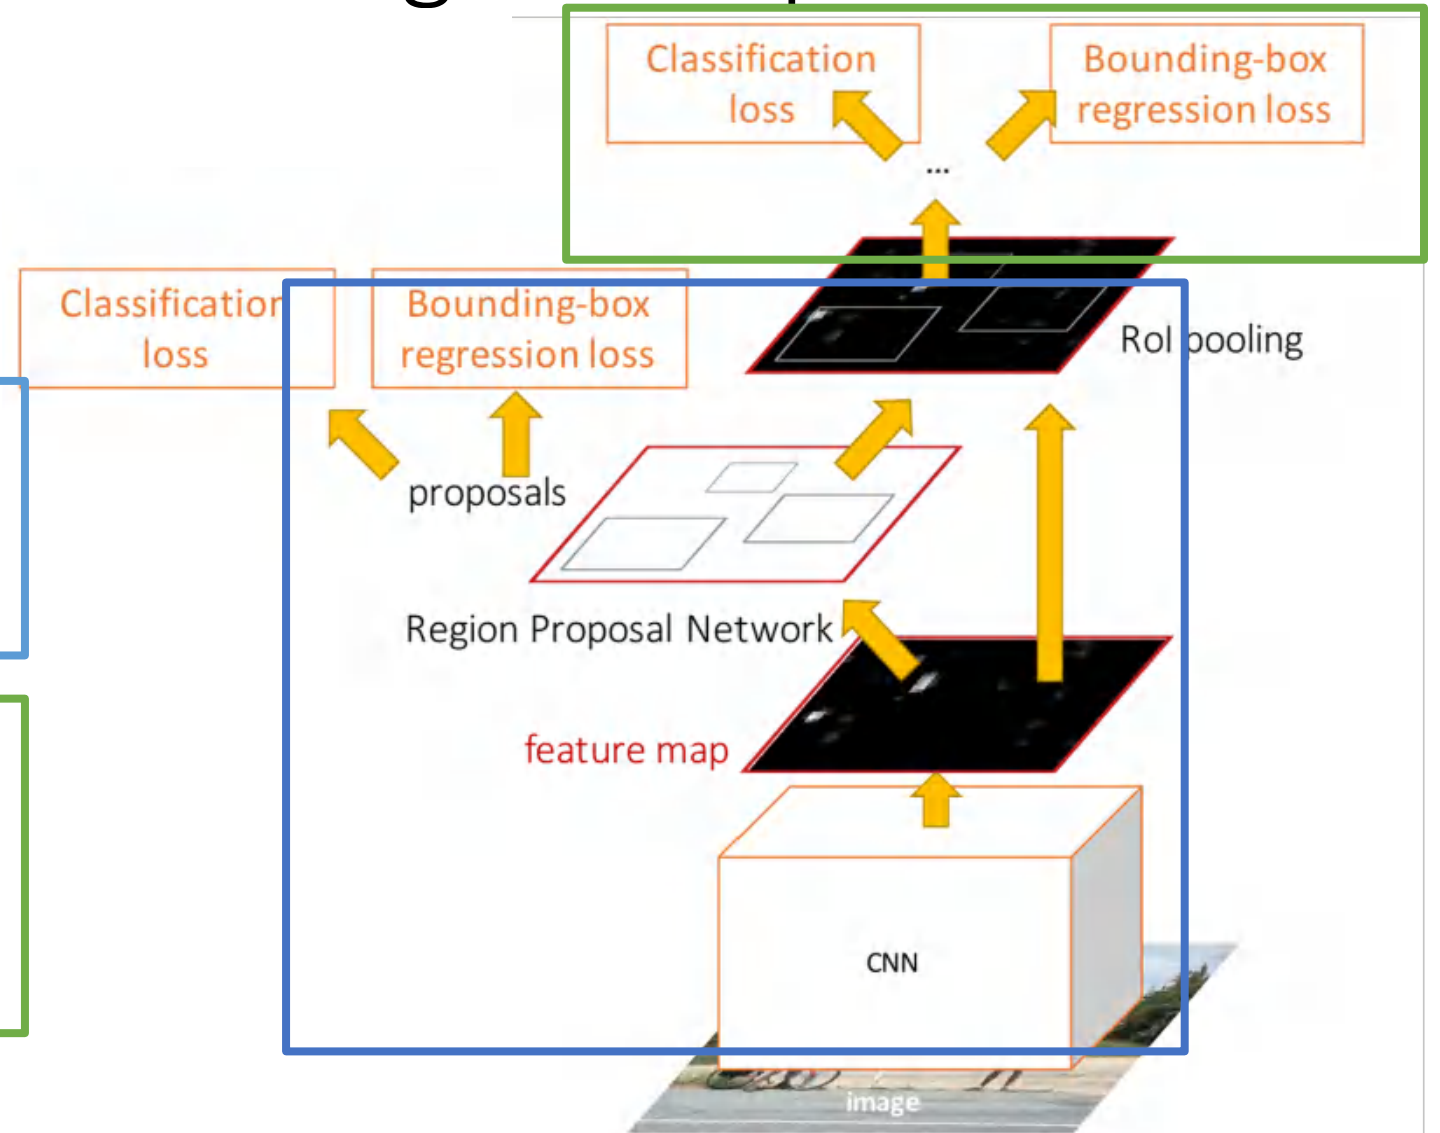 Classification
loss
Bounding-box
regression loss
...
Classification
loss
Bounding-box
regression loss
RoI pooling
proposals
Region Proposal Network
feature map
CNN
image